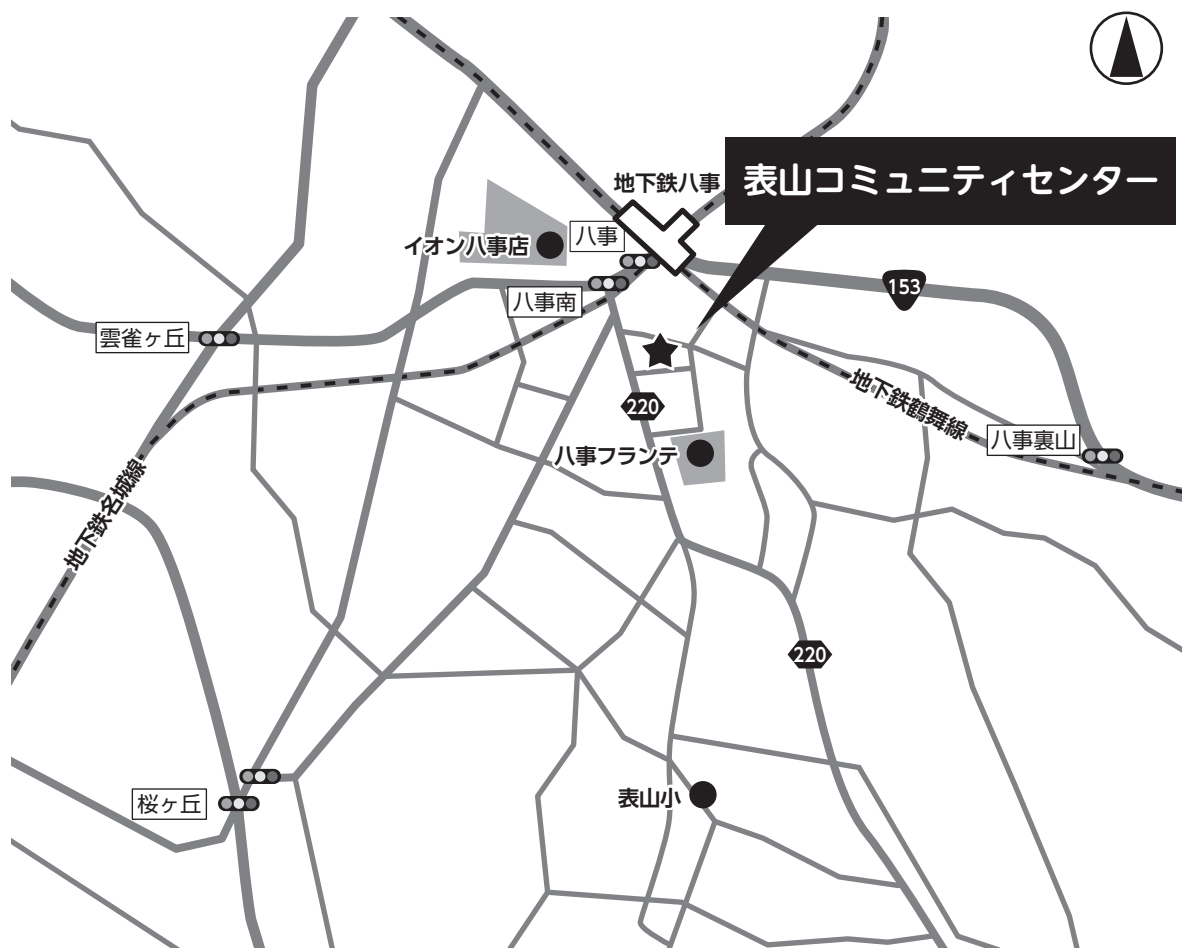 地下鉄八事
表山コミュニティセンター
イオン八事店
八事
153
八事南
雲雀ヶ丘
地下鉄鶴舞線
220
八事裏山
八事フランテ
地下鉄名城線
220
桜ヶ丘
表山小